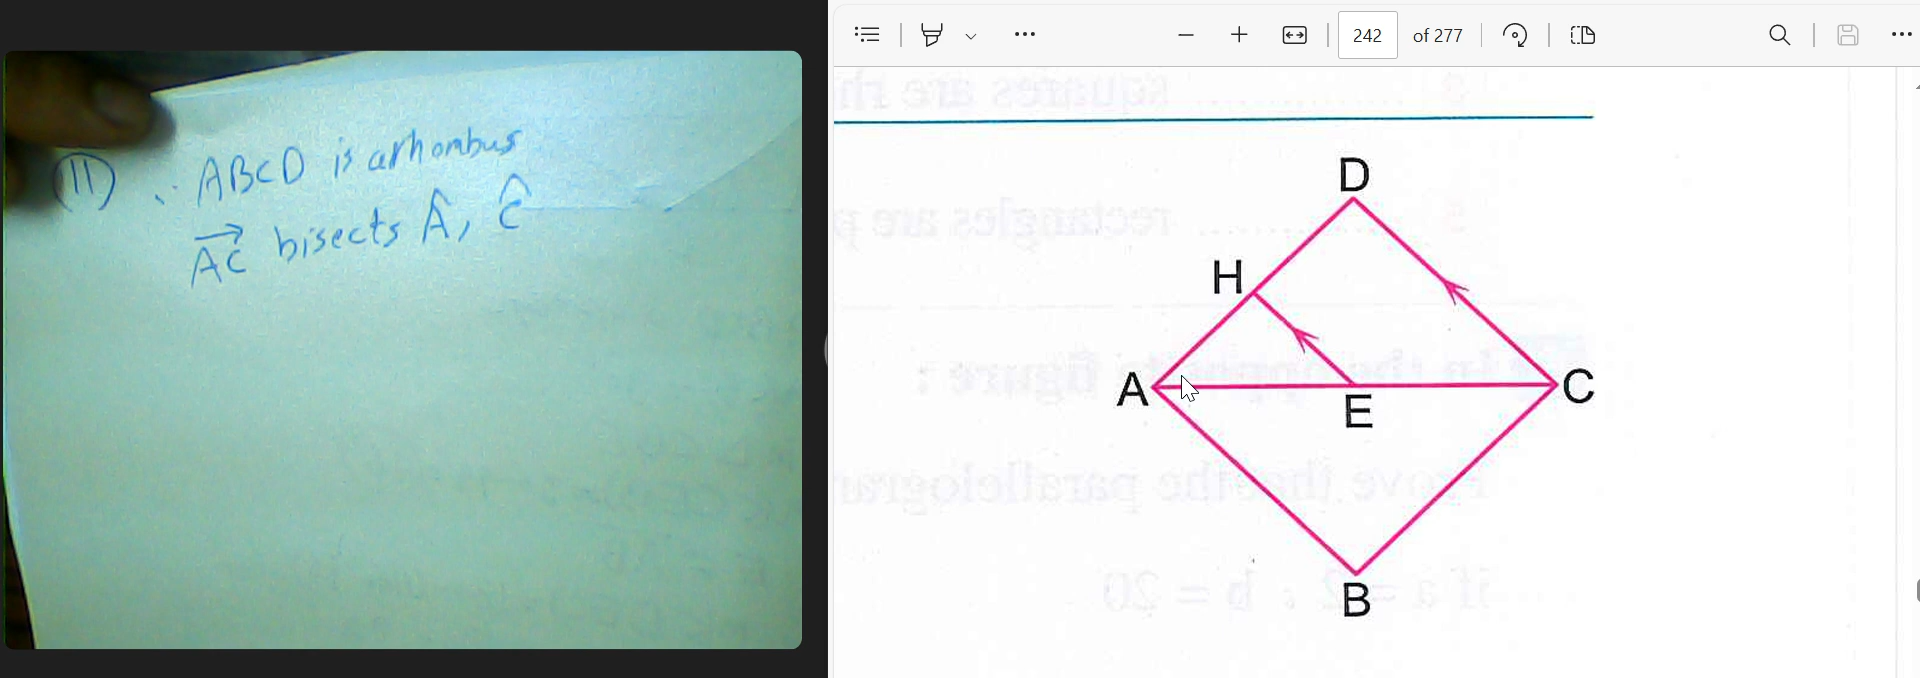 (11) ∵ ABCD is a rhombus
AC bisects Â, Ĉ
242 of 277
D
H
A
E
C
B